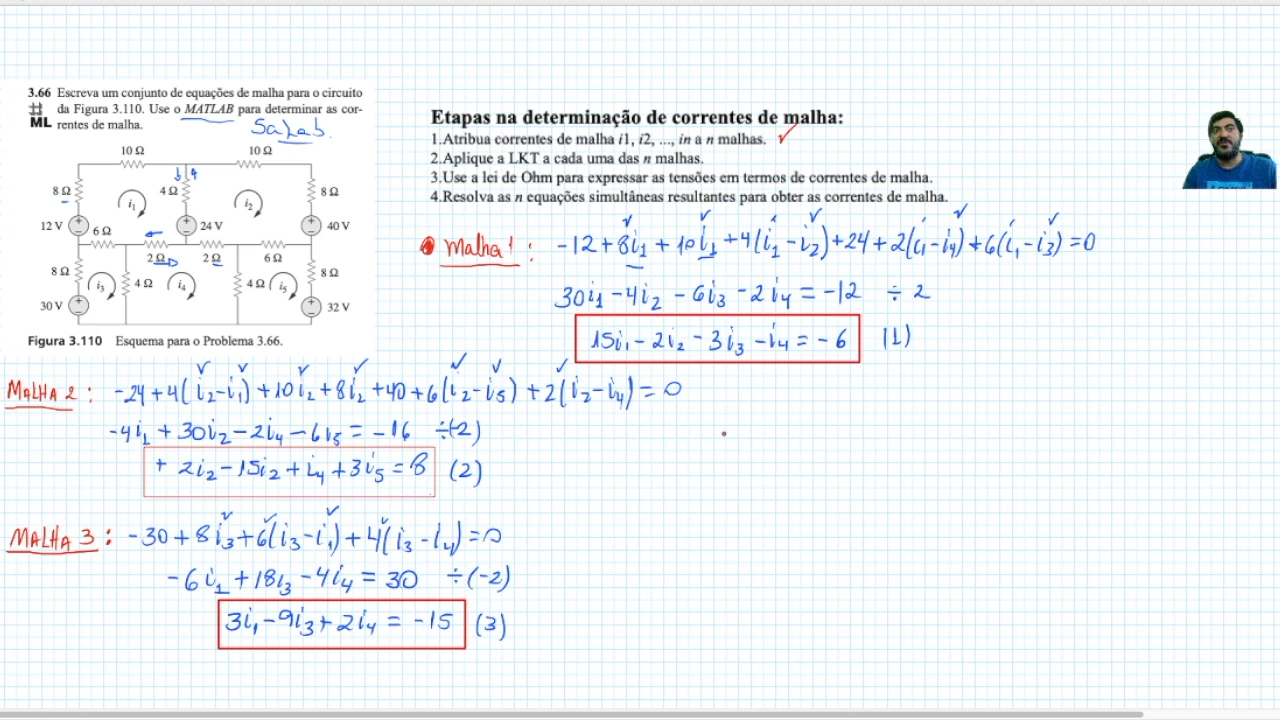 3.66 Escreva um conjunto de equações de malha para o circuito
da Figura 3.110. Use o MATLAB para determinar as cor-
ML rentes de malha.
10 Ω 10 Ω
8 Ω i1 4 Ω i2 8 Ω
12 V 6 Ω 24 V 40 V
2 Ω 2 Ω 6 Ω
8 Ω i3 4 Ω i4 4 Ω i5 8 Ω
30 V 32 V
Figura 3.110 Esquema para o Problema 3.66.
Etapas na determinação de correntes de malha:
1.Atribua correntes de malha i1, i2, ..., in a n malhas.
2.Aplique a LKT a cada uma das n malhas.
3.Use a lei de Ohm para expressar as tensões em termos de correntes de malha.
4.Resolva as n equações simultâneas resultantes para obter as correntes de malha.
Malha 1 : -12 + 8i1 + 10i1 + 4(i1 - i2) + 24 + 2(i1 - i4) + 6(i1 - i3) = 0
30i1 - 4i2 - 6i3 - 2i4 = -12 ÷ 2
15i1 - 2i2 - 3i3 - i4 = -6 (1)
MALHA 2 : -24 + 4(i2 - i1) + 10i2 + 8i2 + 40 + 6(i2 - i5) + 2(i2 - i4) = 0
-4i1 + 30i2 - 2i4 - 6i5 = -16 ÷(-2)
+ 2i2 - 15i2 + i4 + 3i5 = 8 (2)
MALHA 3 : -30 + 8i3 + 6(i3 - i1) + 4(i3 - i4) = 0
-6i1 + 18i3 - 4i4 = 30 ÷(-2)
3i1 - 9i3 + 2i4 = -15 (3)